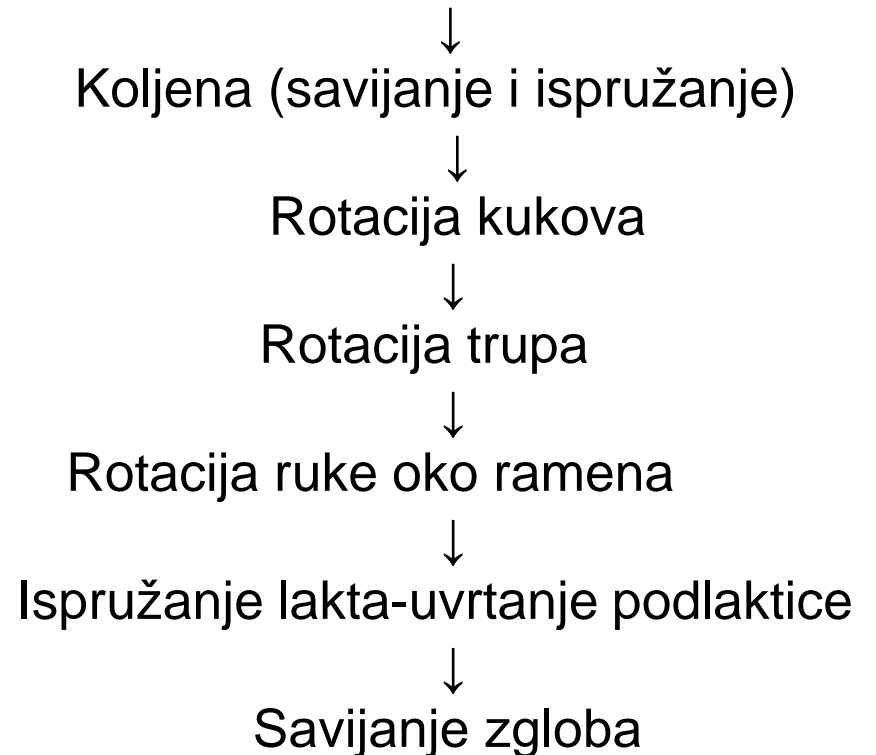 ↓
Koljena (savijanje i ispružanje)
↓
Rotacija kukova
↓
Rotacija trupa
↓
Rotacija ruke oko ramena
↓
Ispružanje lakta-uvrtanje podlaktice
↓
Savijanje zgloba